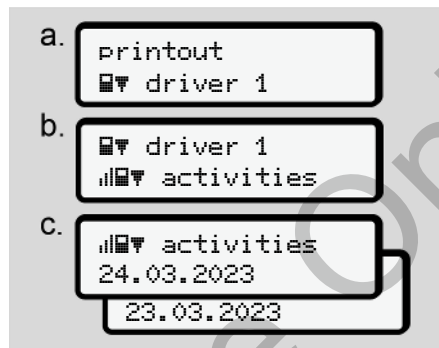 a.
printout
driver 1
b.
driver 1
activities
c.
activities
24.03.2023
23.03.2023